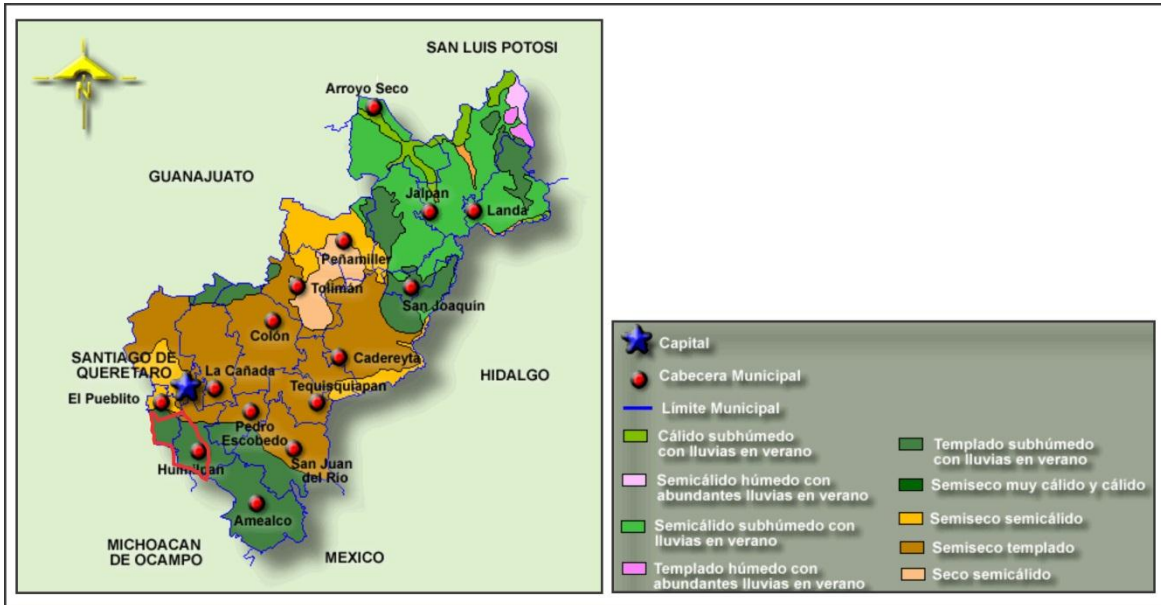 SAN LUIS POTOSI
N
Arroyo Seco
GUANAJUATO
Jalpan
Landa
Peñamiller
Tolimán
San Joaquín
Colón
SANTIAGO DE
QUERETARO
Cadereyta
La Cañada
HIDALGO
Tequisquiapan
El Pueblito
Pedro
Escobedo
San Juan
del Río
Huimilpan
Amealco
MICHOACAN
DE OCAMPO
MEXICO
Capital
Cabecera Municipal
Límite Municipal
Cálido subhúmedo
con lluvias en verano
Semicálido húmedo con
abundantes lluvias en verano
Semicálido subhúmedo con
lluvias en verano
Templado húmedo con
abundantes lluvias en verano
Templado subhúmedo
con lluvias en verano
Semiseco muy cálido y cálido
Semiseco semicálido
Semiseco templado
Seco semicálido